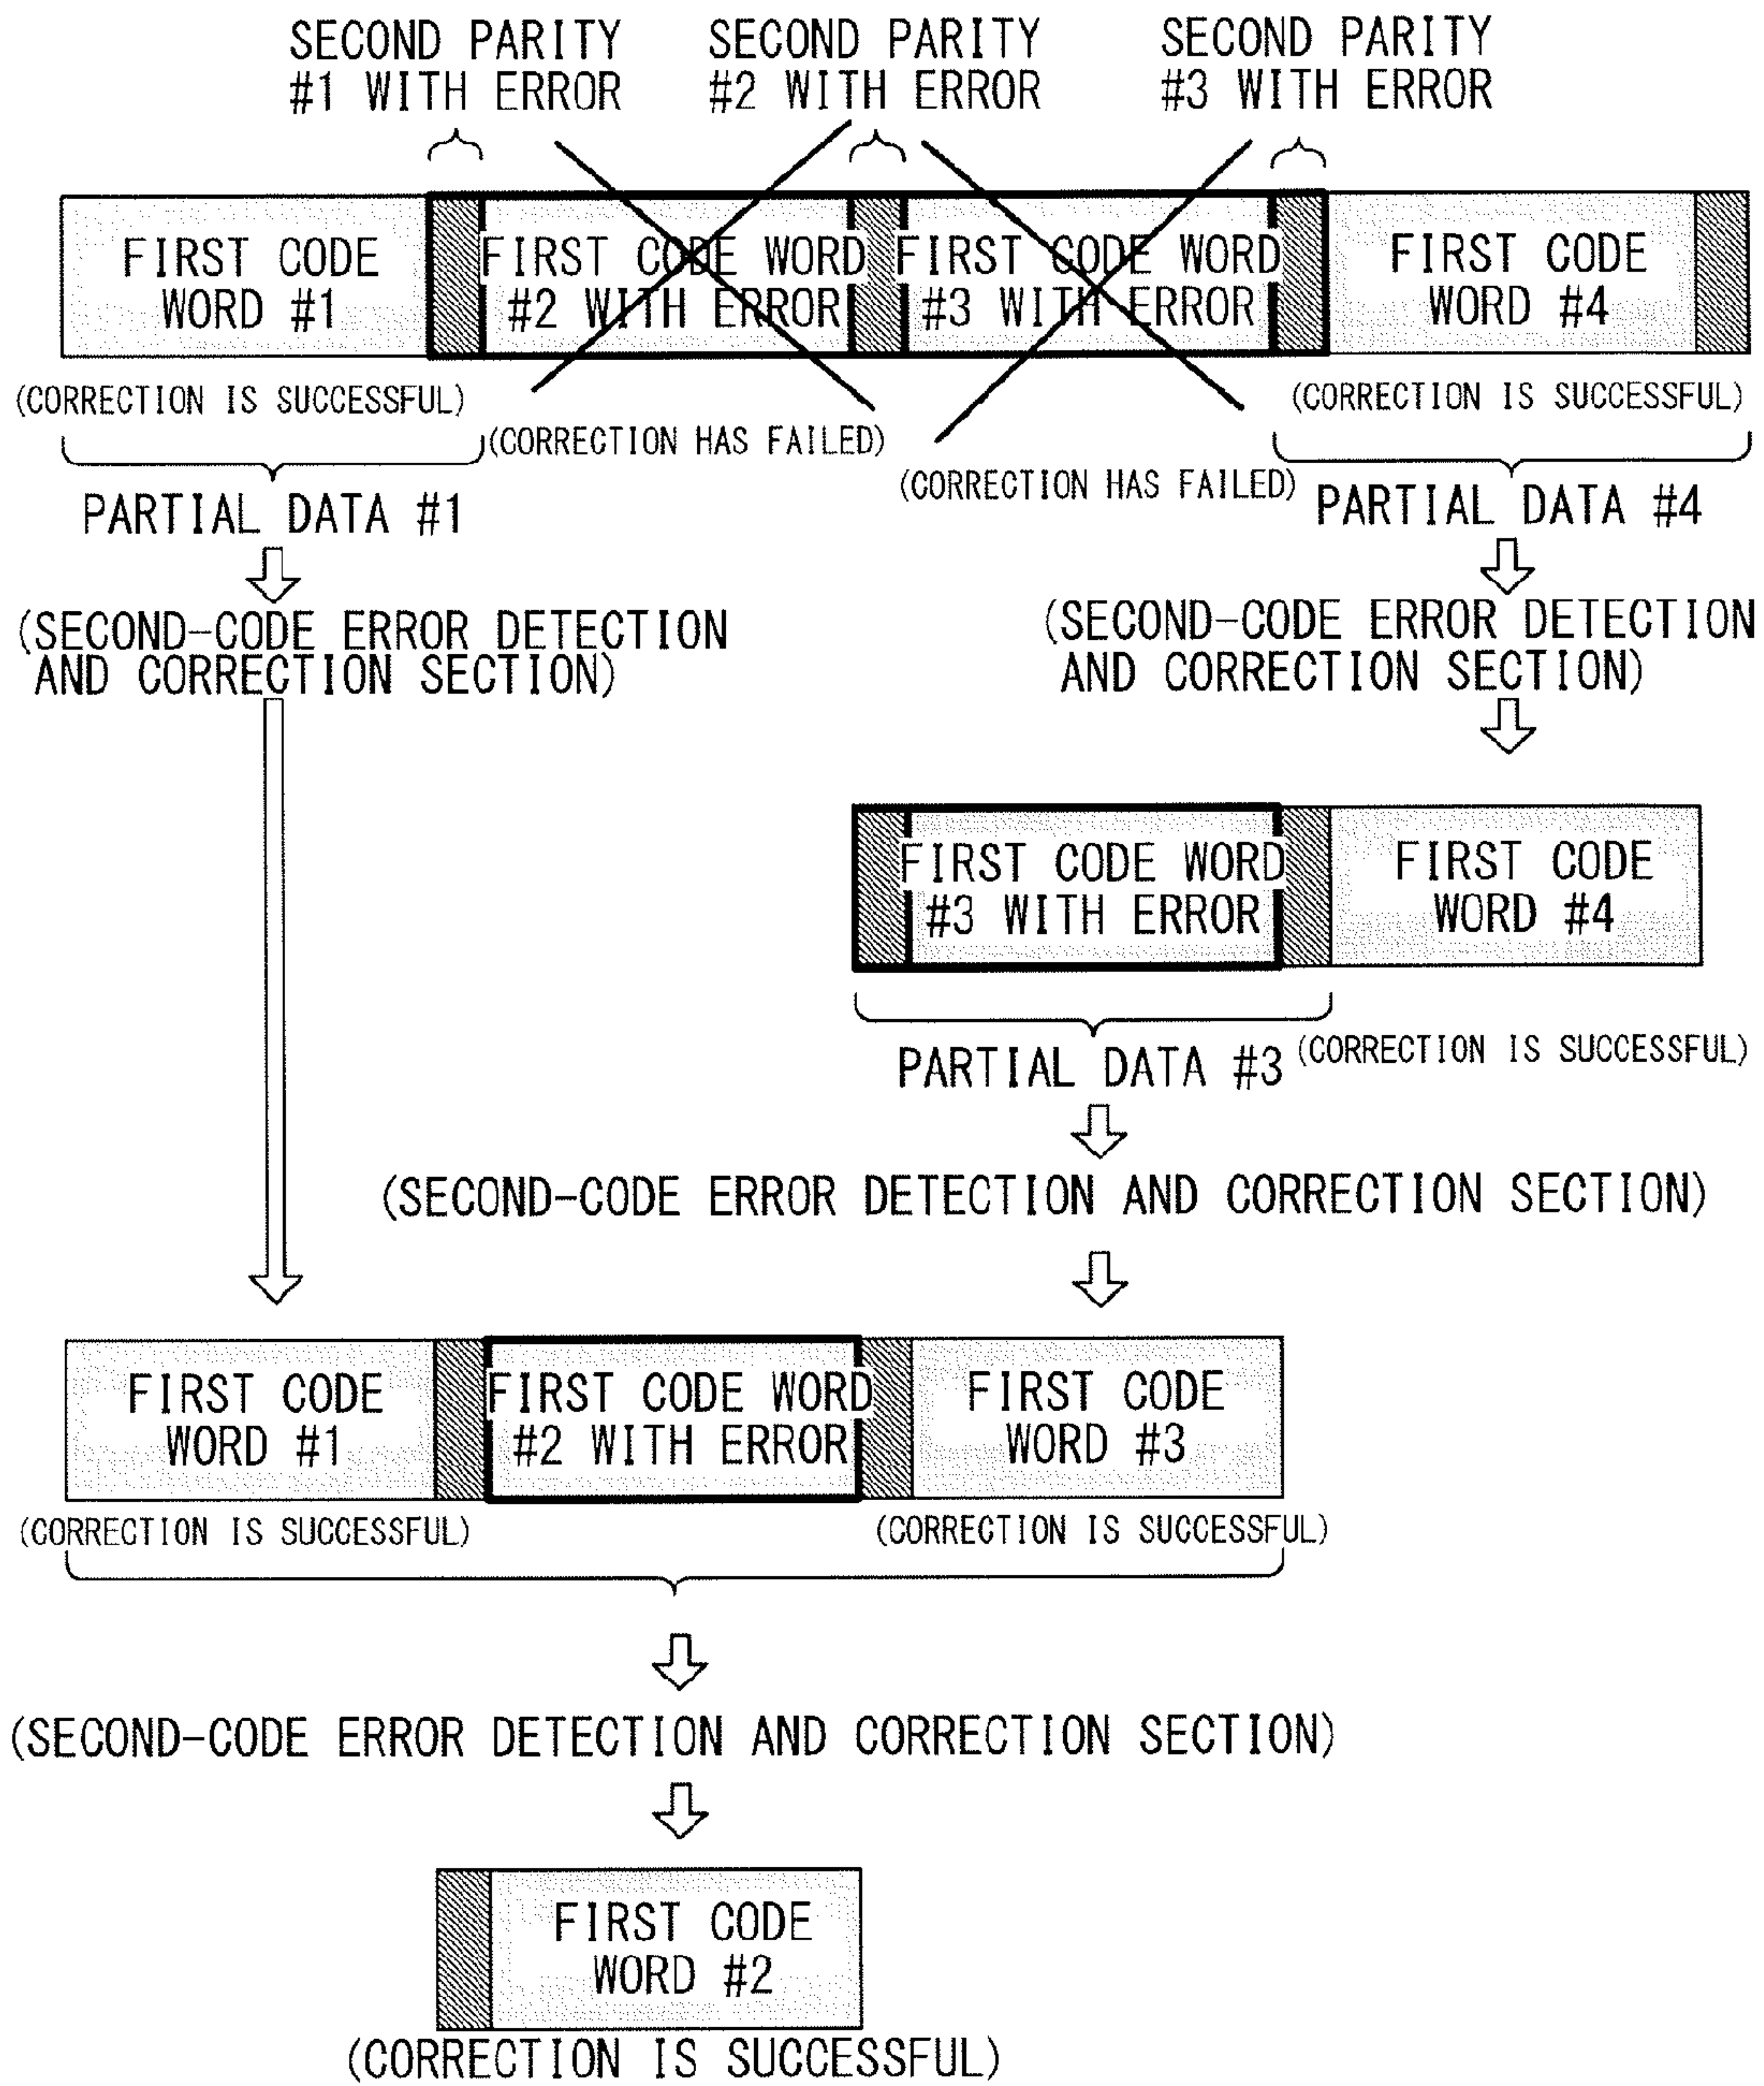 SECOND PARITY
#1 WITH ERROR
SECOND PARITY
#2 WITH ERROR
SECOND PARITY
#3 WITH ERROR
FIRST CODE
WORD #1
FIRST CODE WORD
#2 WITH ERROR
FIRST CODE WORD
#3 WITH ERROR
FIRST CODE
WORD #4
(CORRECTION IS SUCCESSFUL)
(CORRECTION HAS FAILED)
(CORRECTION HAS FAILED)
(CORRECTION IS SUCCESSFUL)
PARTIAL DATA #1
PARTIAL DATA #4
(SECOND-CODE ERROR DETECTION
AND CORRECTION SECTION)
(SECOND-CODE ERROR DETECTION
AND CORRECTION SECTION)
FIRST CODE WORD
#3 WITH ERROR
FIRST CODE
WORD #4
PARTIAL DATA #3
(CORRECTION IS SUCCESSFUL)
(SECOND-CODE ERROR DETECTION AND CORRECTION SECTION)
FIRST CODE
WORD #1
FIRST CODE WORD
#2 WITH ERROR
FIRST CODE
WORD #3
(CORRECTION IS SUCCESSFUL)
(CORRECTION IS SUCCESSFUL)
(SECOND-CODE ERROR DETECTION AND CORRECTION SECTION)
FIRST CODE
WORD #2
(CORRECTION IS SUCCESSFUL)